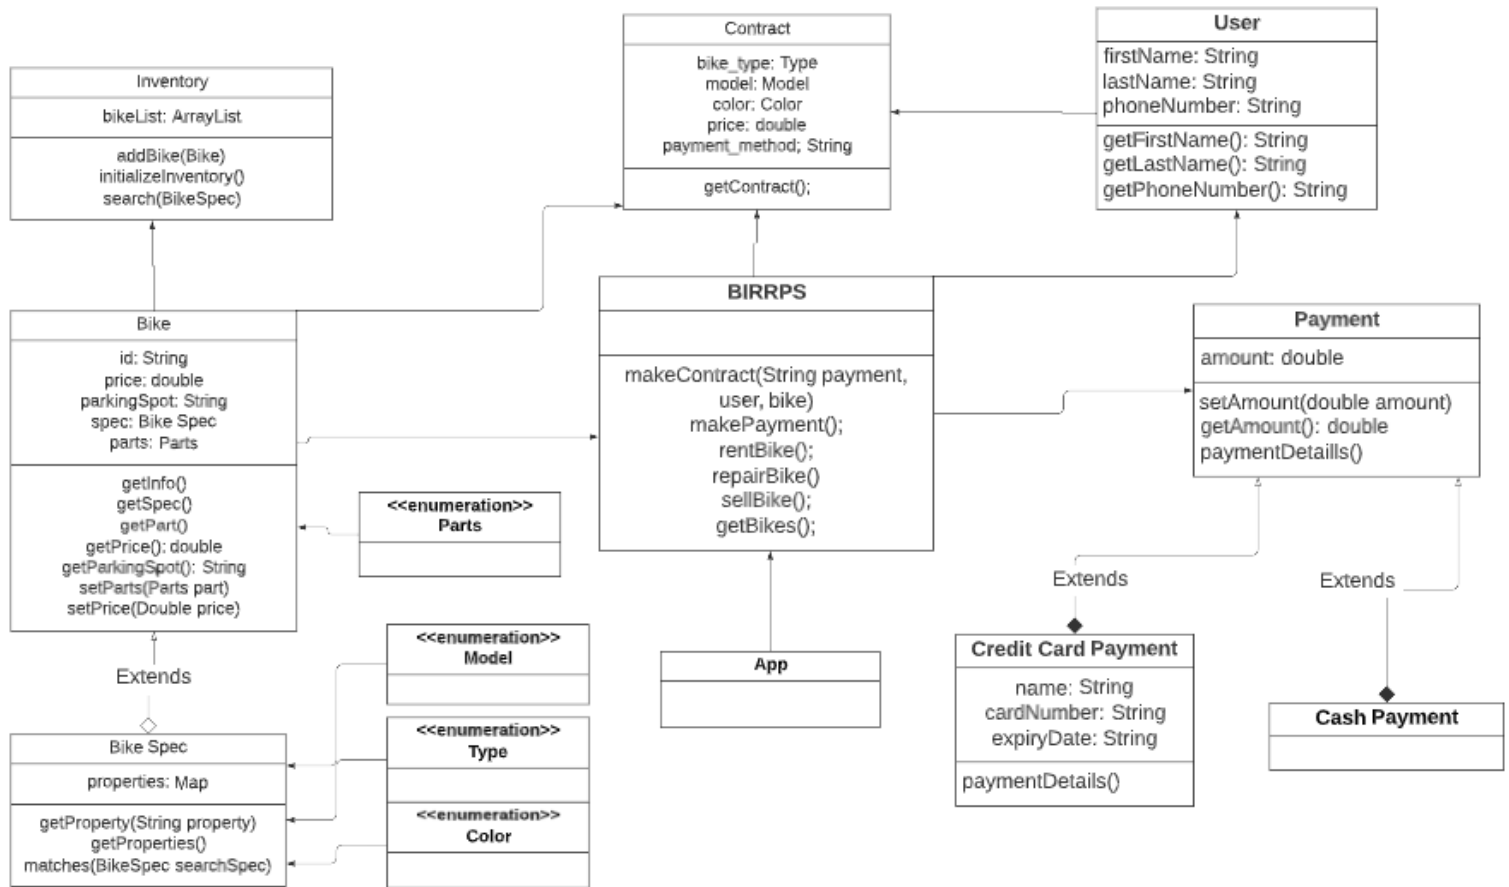 Contract
bike_type: Type
model: Model
color: Color
price: double
payment_method; String
getContract();
User
firstName: String
lastName: String
phoneNumber: String
getFirstName(): String
getLastName(): String
getPhoneNumber(): String
Inventory
bikeList: ArrayList
addBike(Bike)
initializeInventory()
search(BikeSpec)
BIRRPS
makeContract(String payment,
user, bike)
makePayment();
rentBike();
repairBike()
sellBike();
getBikes();
Payment
amount: double
setAmount(double amount)
getAmount(): double
paymentDetaills()
Bike
id: String
price: double
parkingSpot: String
spec: Bike Spec
parts: Parts
getInfo()
getSpec()
getPart()
getPrice(): double
getParkingSpot(): String
setParts(Parts part)
setPrice(Double price)
<<enumeration>>
Parts
Extends
Extends
Extends
<<enumeration>>
Model
<<enumeration>>
Type
<<enumeration>>
Color
App
Credit Card Payment
name: String
cardNumber: String
expiryDate: String
paymentDetails()
Cash Payment
Bike Spec
properties: Map
getProperty(String property)
getProperties()
matches(BikeSpec searchSpec)